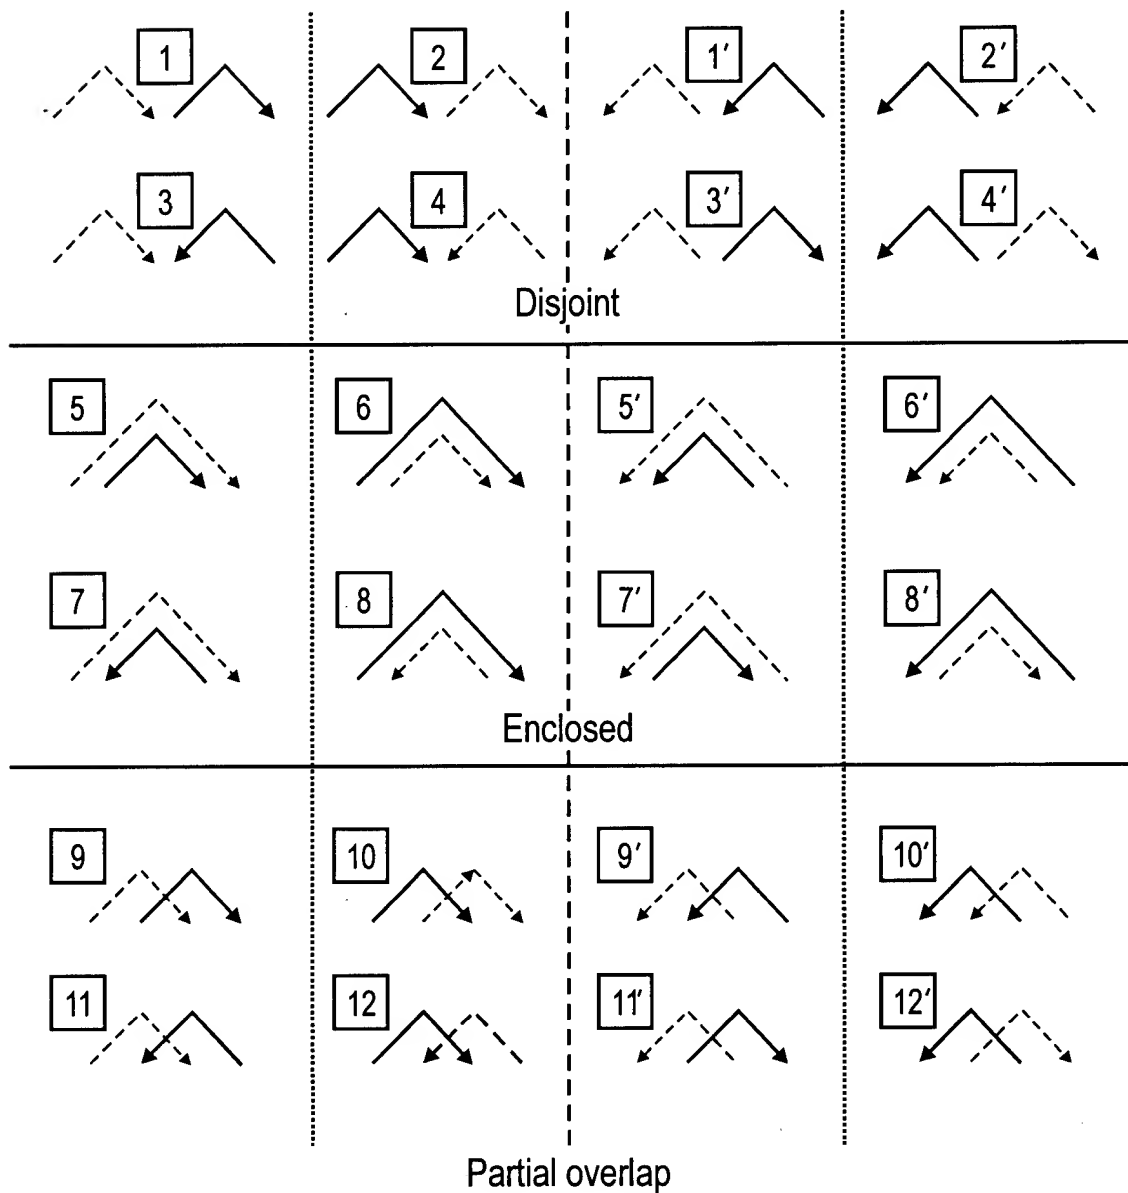 1 2 1′ 2′
3 4 3′ 4′
Disjoint
5 6 5′ 6′
7 8 7′ 8′
Enclosed
9 10 9′ 10′
11 12 11′ 12′
Partial overlap